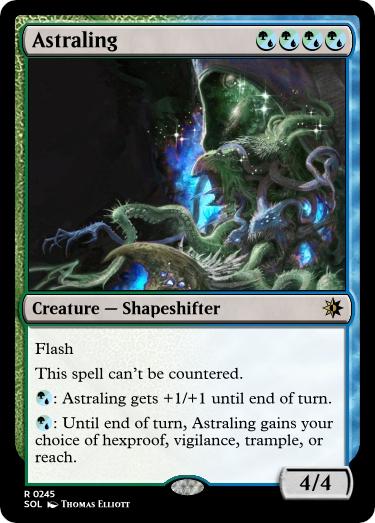 Astraling
Creature — Shapeshifter
Flash
This spell can't be countered.
: Astraling gets +1/+1 until end of turn.
: Until end of turn, Astraling gains your
choice of hexproof, vigilance, trample, or
reach.
4/4
R 0245
SOL Thomas Elliott